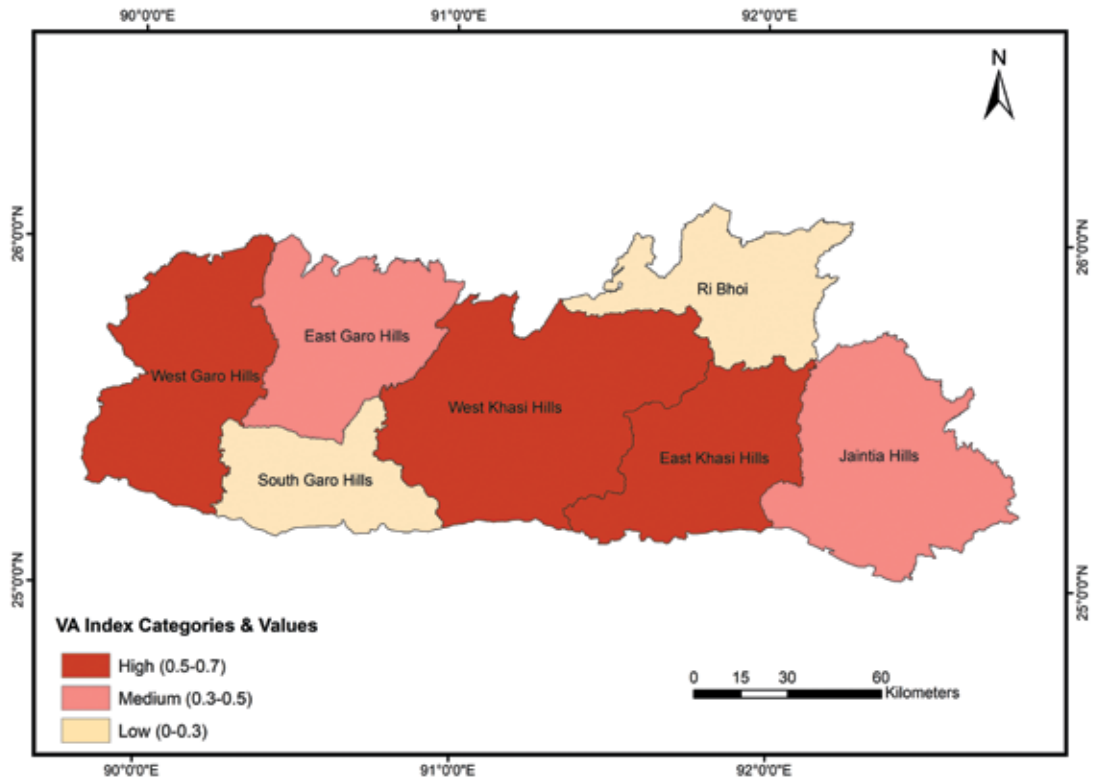 90°0'0"E 91°0'0"E 92°0'0"E
N
26°0'0"N
26°0'0"N
Ri Bhoi
East Garo Hills
West Garo Hills
West Khasi Hills
East Khasi Hills
Jaintia Hills
South Garo Hills
25°0'0"N
25°0'0"N
VA Index Categories & Values
High (0.5-0.7)
Medium (0.3-0.5)
Low (0-0.3)
0 15 30 60
Kilometers
90°0'0"E 91°0'0"E 92°0'0"E